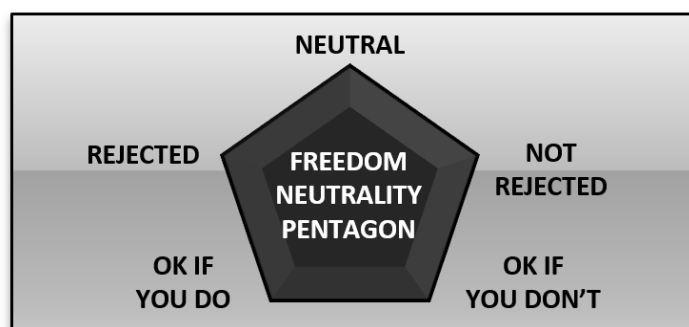 NEUTRAL
REJECTED
FREEDOM
NEUTRALITY
PENTAGON
NOT
REJECTED
OK IF
YOU DO
OK IF
YOU DON'T